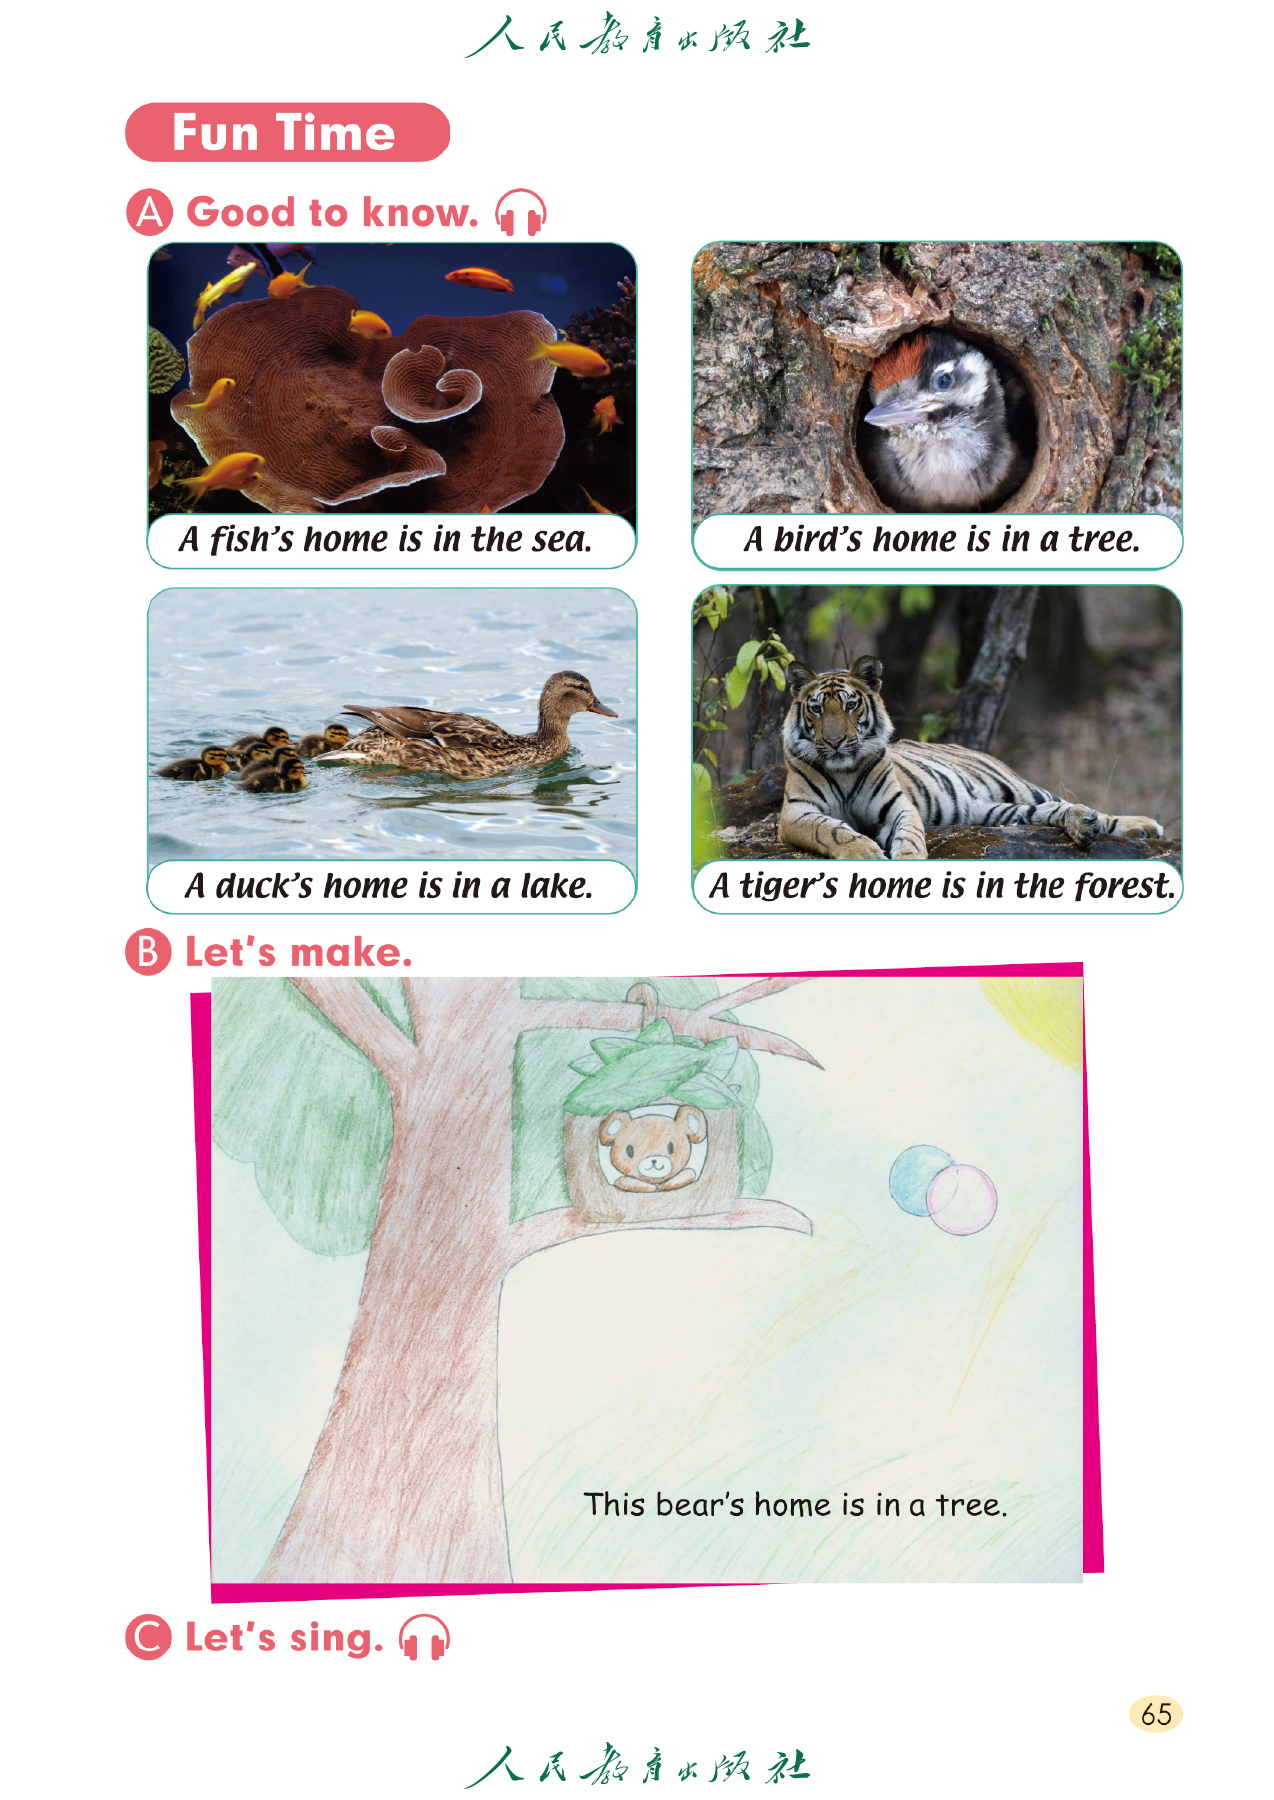 人民教育出版社
Fun Time
A Good to know.
A fish's home is in the sea.
A bird's home is in a tree.
A duck's home is in a lake.
A tiger's home is in the forest.
B Let's make.
This bear's home is in a tree.
C Let's sing.
65
人民教育出版社